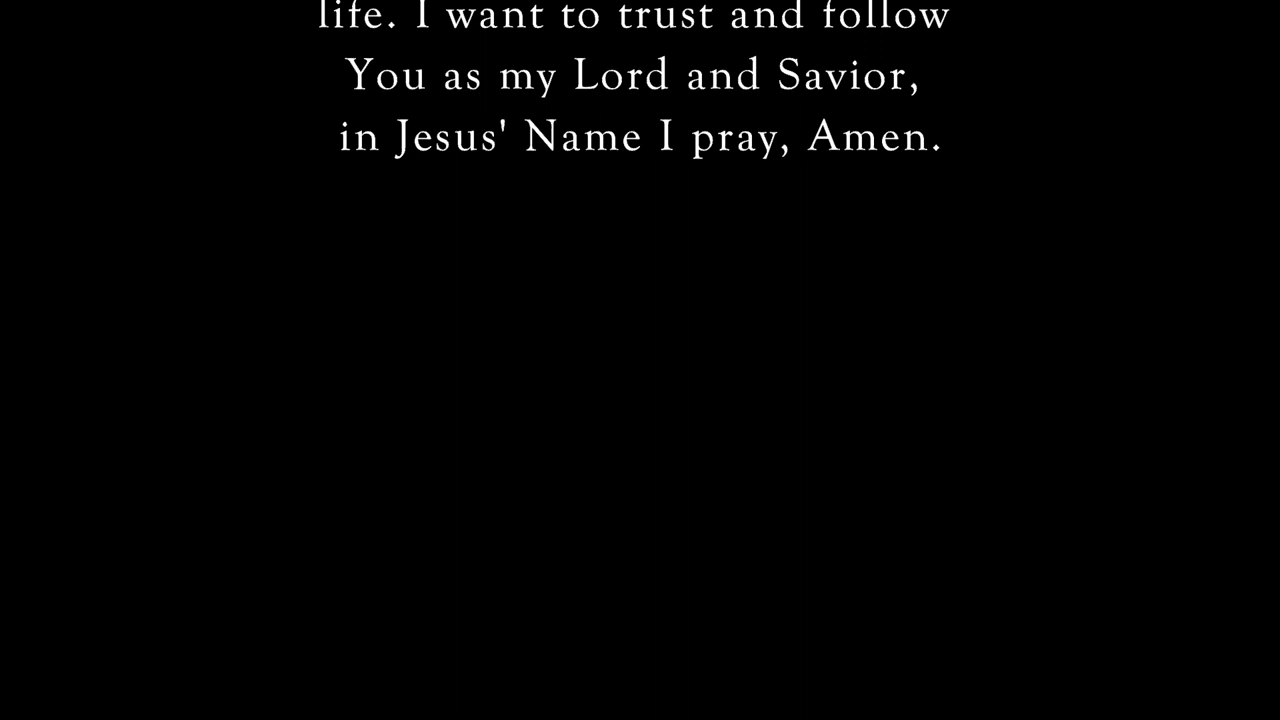 life. I want to trust and follow
You as my Lord and Savior,
in Jesus' Name I pray, Amen.